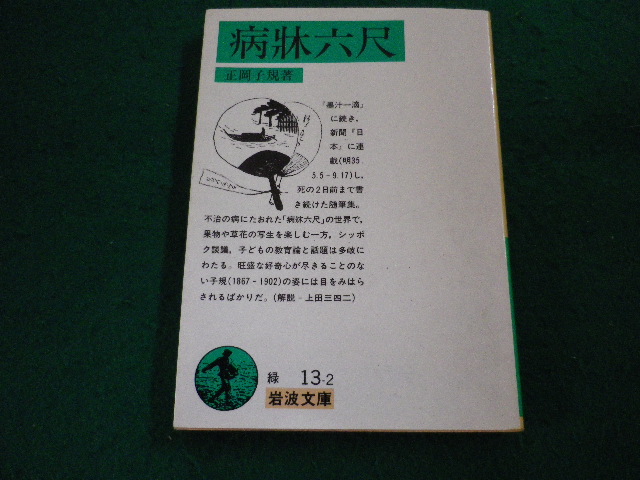 病牀六尺
正岡子規著
「墨汁一滴」
に続き，
新聞『日
本』に連
載(明35.
5.5－9.17)し，
死の2日前まで書
き続けた随筆集。
不治の病にたおれた「病牀六尺」の世界で，
果物や草花の写生を楽しむ一方，シッポ
ク談議，子どもの教育論と話題は多岐に
わたる。旺盛な好奇心が尽きることのな
い子規(1867－1902)の姿には目をみはら
されるばかりだ。(解説－上田三四二)
緑 13-2
岩波文庫